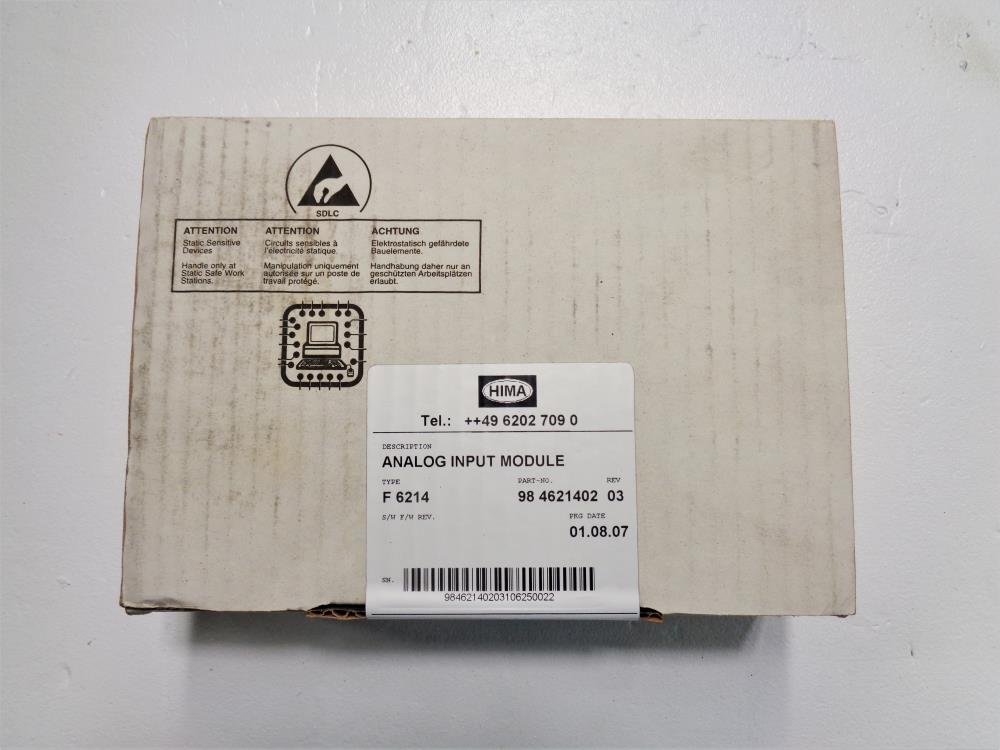 SDLC
ATTENTION
Static Sensitive
Devices
Handle only at
Static Safe Work
Stations.
ATTENTION
Circuits sensibles à
l'électricité statique.
Manipulation uniquement
autorisée sur un poste de
travail protégé.
ACHTUNG
Elektrostatisch gefährdete
Bauelemente.
Handhabung daher nur an
geschützten Arbeitsplätzen
erlaubt.
HIMA
Tel.: ++49 6202 709 0
DESCRIPTION
ANALOG INPUT MODULE
TYPE PART-NO. REV
F 6214 98 4621402 03
S/W F/W REV. PKG DATE
01.08.07
SN.
98462140203106250022